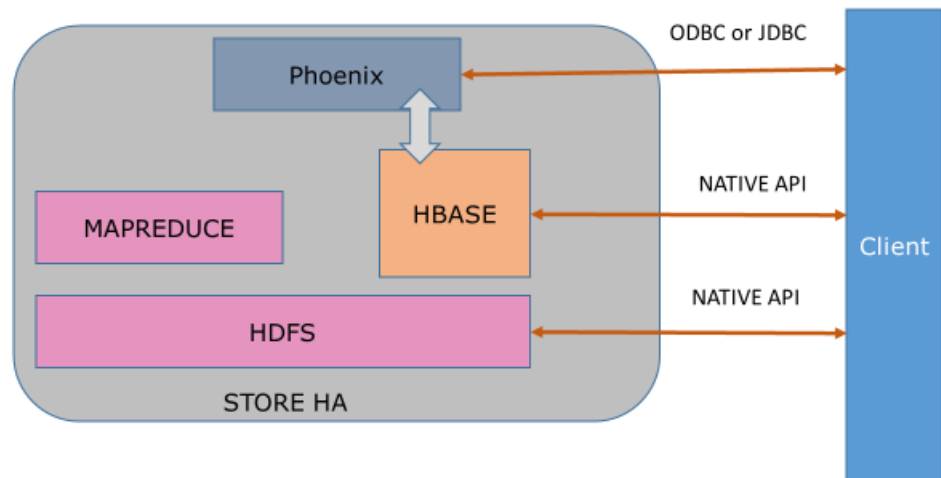 ODBC or JDBC
Phoenix
NATIVE API
MAPREDUCE
HBASE
Client
NATIVE API
HDFS
STORE HA